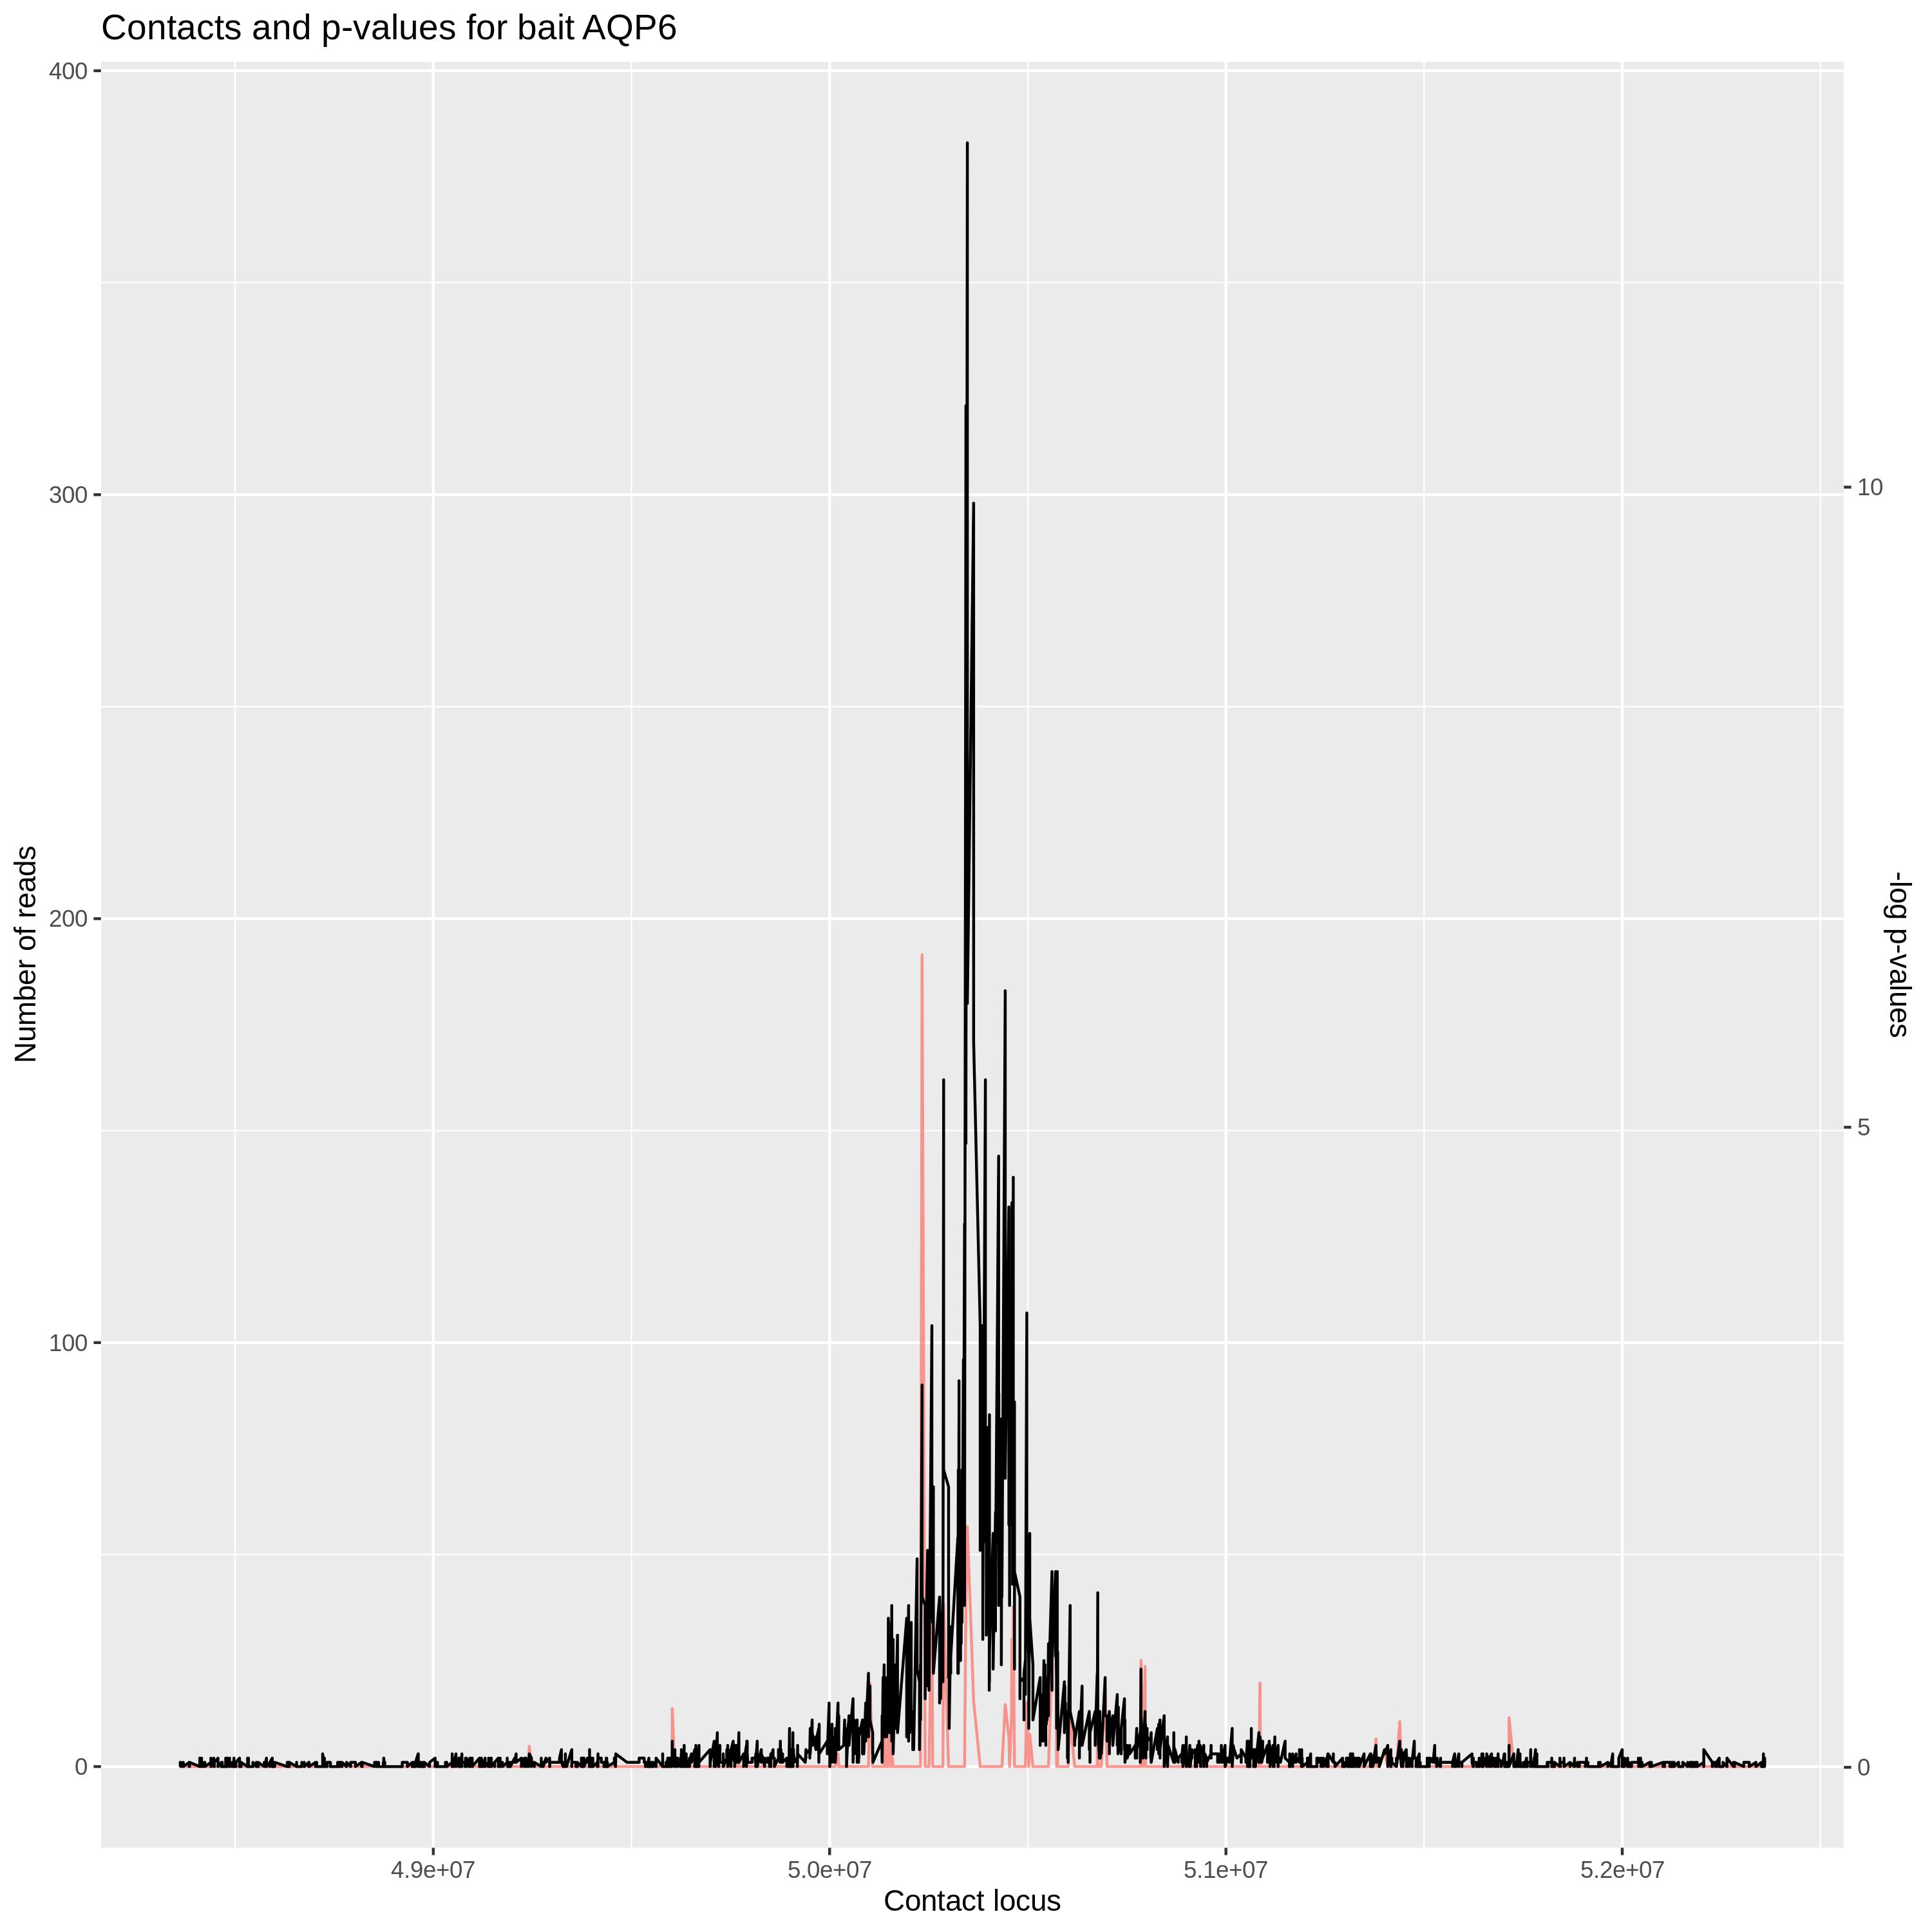 Contacts and p-values for bait AQP6
400
300
200
100
0
Number of reads
10
5
0
-log p-values
4.9e+07
5.0e+07
5.1e+07
5.2e+07
Contact locus